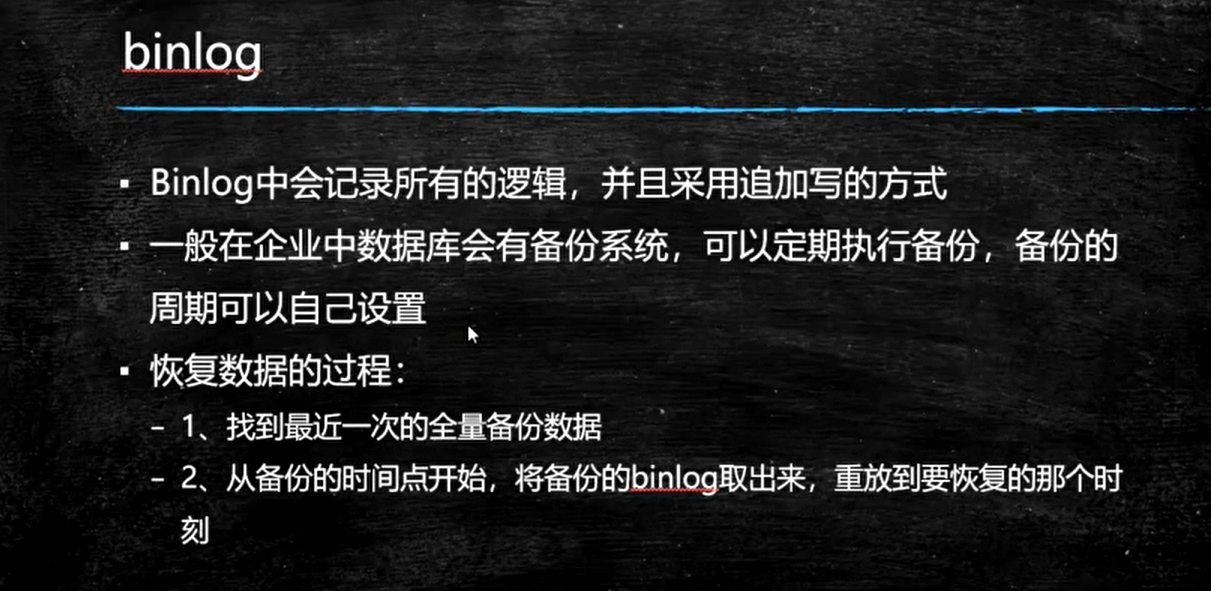 binlog
▪ Binlog中会记录所有的逻辑，并且采用追加写的方式
▪ 一般在企业中数据库会有备份系统，可以定期执行备份，备份的
周期可以自己设置
▪ 恢复数据的过程：
– 1、找到最近一次的全量备份数据
– 2、从备份的时间点开始，将备份的binlog取出来，重放到要恢复的那个时
刻